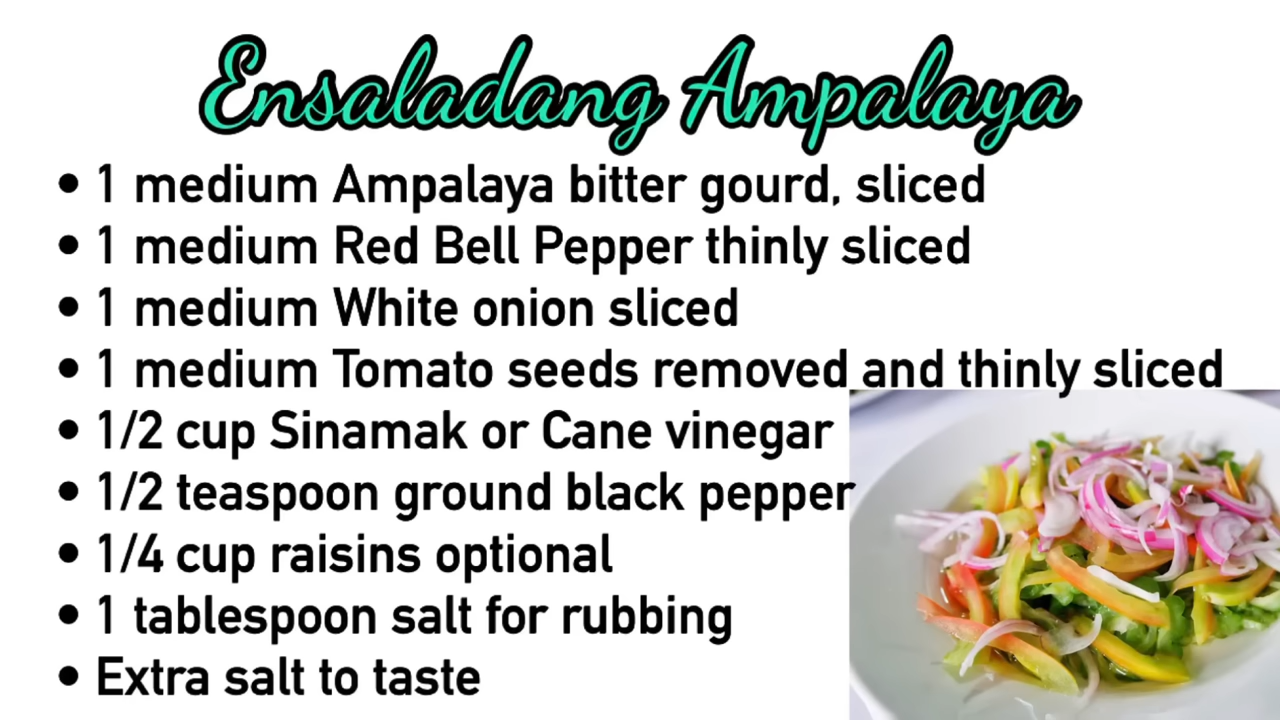 Ensaladang Ampalaya
• 1 medium Ampalaya bitter gourd, sliced
• 1 medium Red Bell Pepper thinly sliced
• 1 medium White onion sliced
• 1 medium Tomato seeds removed and thinly sliced
• 1/2 cup Sinamak or Cane vinegar
• 1/2 teaspoon ground black pepper
• 1/4 cup raisins optional
• 1 tablespoon salt for rubbing
• Extra salt to taste